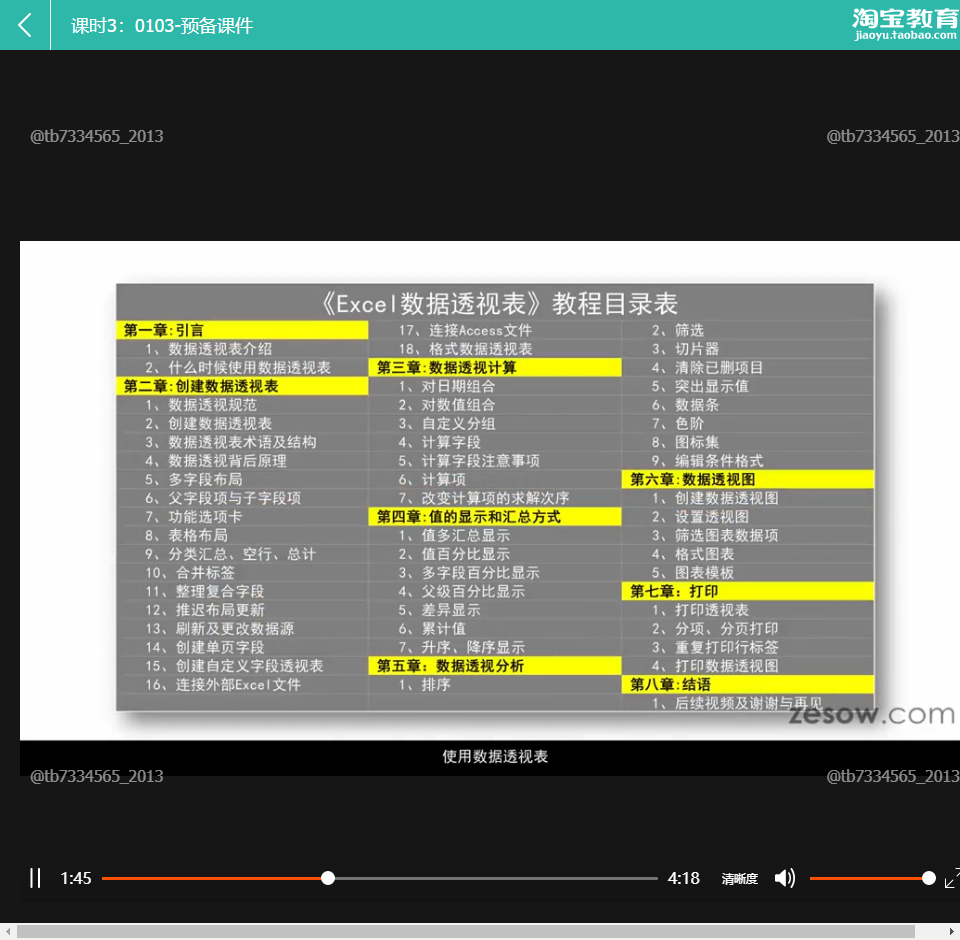 课时3：0103-预备课件
淘宝教育
jiaoyu.taobao.com
@tb7334565_2013
@tb7334565_2013
《Excel数据透视表》教程目录表
第一章:引言
1、数据透视表介绍
2、什么时候使用数据透视表
第二章:创建数据透视表
1、数据透视规范
2、创建数据透视表
3、数据透视表术语及结构
4、数据透视背后原理
5、多字段布局
6、父字段项与子字段项
7、功能选项卡
8、表格布局
9、分类汇总、空行、总计
10、合并标签
11、整理复合字段
12、推迟布局更新
13、刷新及更改数据源
14、创建单页字段
15、创建自定义字段透视表
16、连接外部Excel文件
17、连接Access文件
18、格式数据透视表
第三章:数据透视计算
1、对日期组合
2、对数值组合
3、自定义分组
4、计算字段
5、计算字段注意事项
6、计算项
7、改变计算项的求解次序
第四章:值的显示和汇总方式
1、值多汇总显示
2、值百分比显示
3、多字段百分比显示
4、父级百分比显示
5、差异显示
6、累计值
7、升序、降序显示
第五章：数据透视分析
1、排序
2、筛选
3、切片器
4、清除已删项目
5、突出显示值
6、数据条
7、色阶
8、图标集
9、编辑条件格式
第六章:数据透视图
1、创建数据透视图
2、设置透视图
3、筛选图表数据项
4、格式图表
5、图表模板
第七章：打印
1、打印透视表
2、分项、分页打印
3、重复打印行标签
4、打印数据透视图
第八章:结语
1、后续视频及谢谢与再见
zesow.com
使用数据透视表
@tb7334565_2013
@tb7334565_2013
1:45
4:18
清晰度